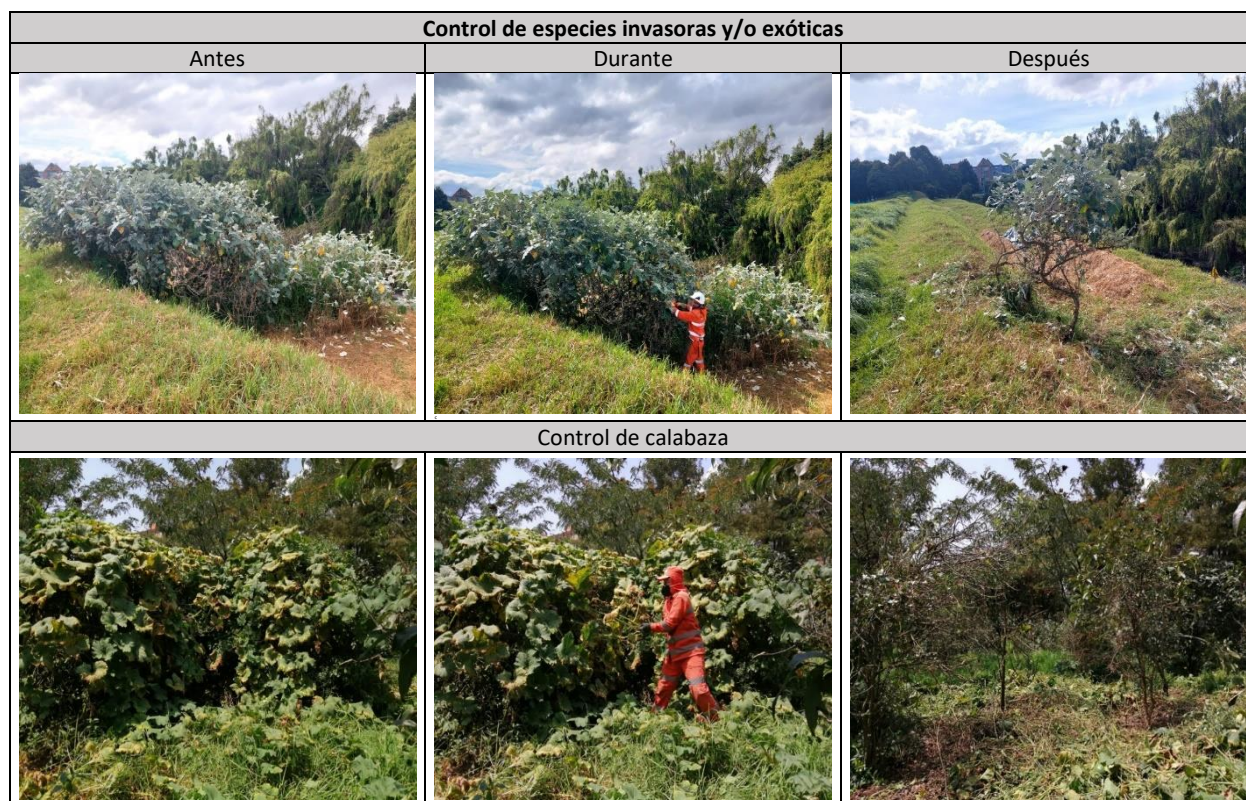 Control de especies invasoras y/o exóticas
Antes
Durante
Después
Control de calabaza